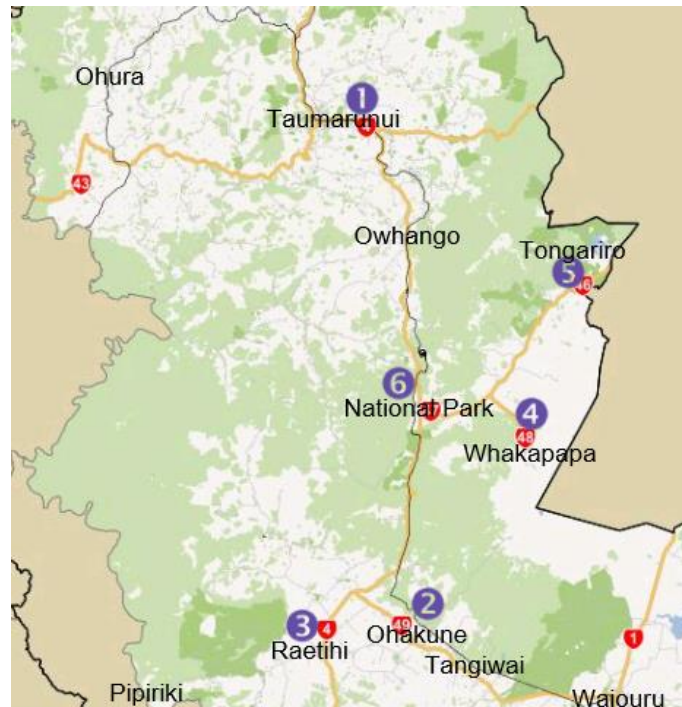 Ohura
1
Taumarunui
4
43
Owhango
Tongariro
5
46
6
National Park
47
4
48
Whakapapa
2
3
4
49
Ohakune
Raetihi
1
Tangiwai
Pipiriki
Waiouru